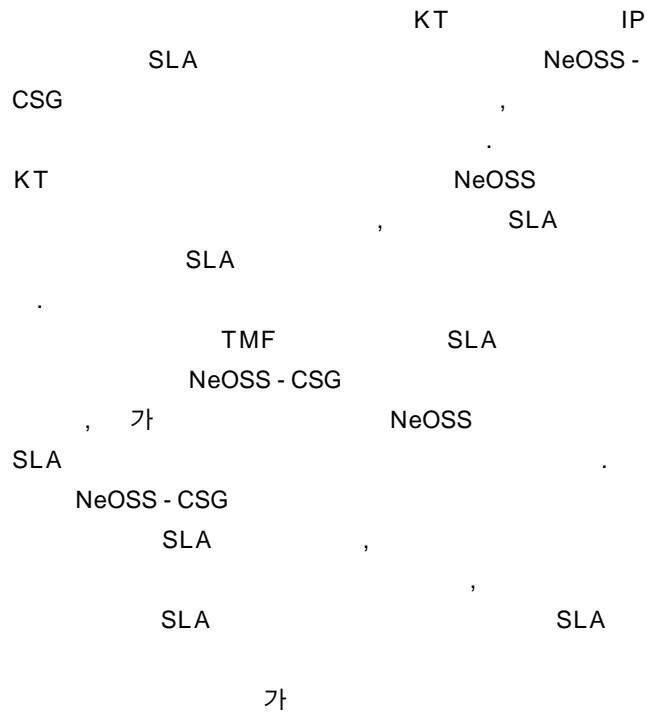 KT IP
SLA NeOSS -
CSG ,
.
KT NeOSS
, SLA
SLA
.
TMF SLA
NeOSS - CSG
, 가 NeOSS
SLA .
NeOSS - CSG
SLA ,
,
SLA SLA
가